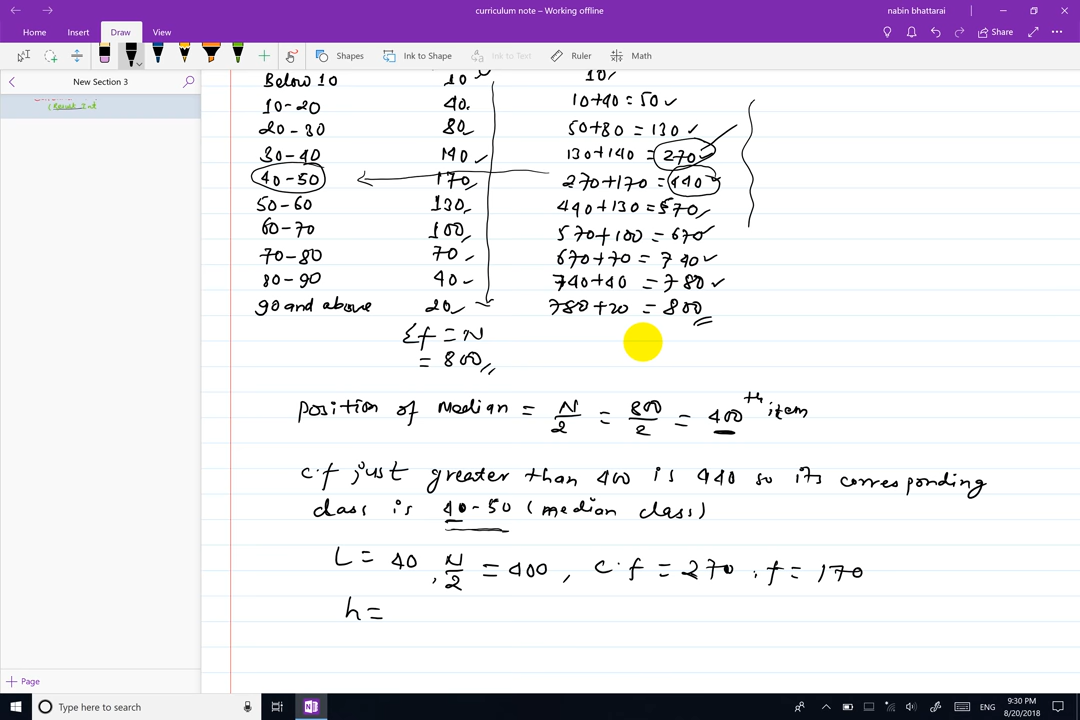 curriculum note – Working offline
nabin bhattarai
Home Insert Draw View
Share
Shapes Ink to Shape Ink to Text Ruler Math
New Section 3
Below 10 10 10
10-20 40 10+40 = 50
20-30 80 50+80 = 130
30-40 140 130+140 = 270
40-50 170 270+170 = 440
50-60 130 440+130 = 570
60-70 100 570+100 = 670
70-80 70 670+70 = 740
80-90 40 740+40 = 780
90 and above 20 780+20 = 800
Σf = N
= 800
Position of Median = N/2 = 800/2 = 400th item
c.f just greater than 400 is 440 so its corresponding
class is 40-50 (median class)
L = 40, N/2 = 400, c.f = 270, f = 170
h =
Page
Type here to search
ENG
9:30 PM
8/20/2018